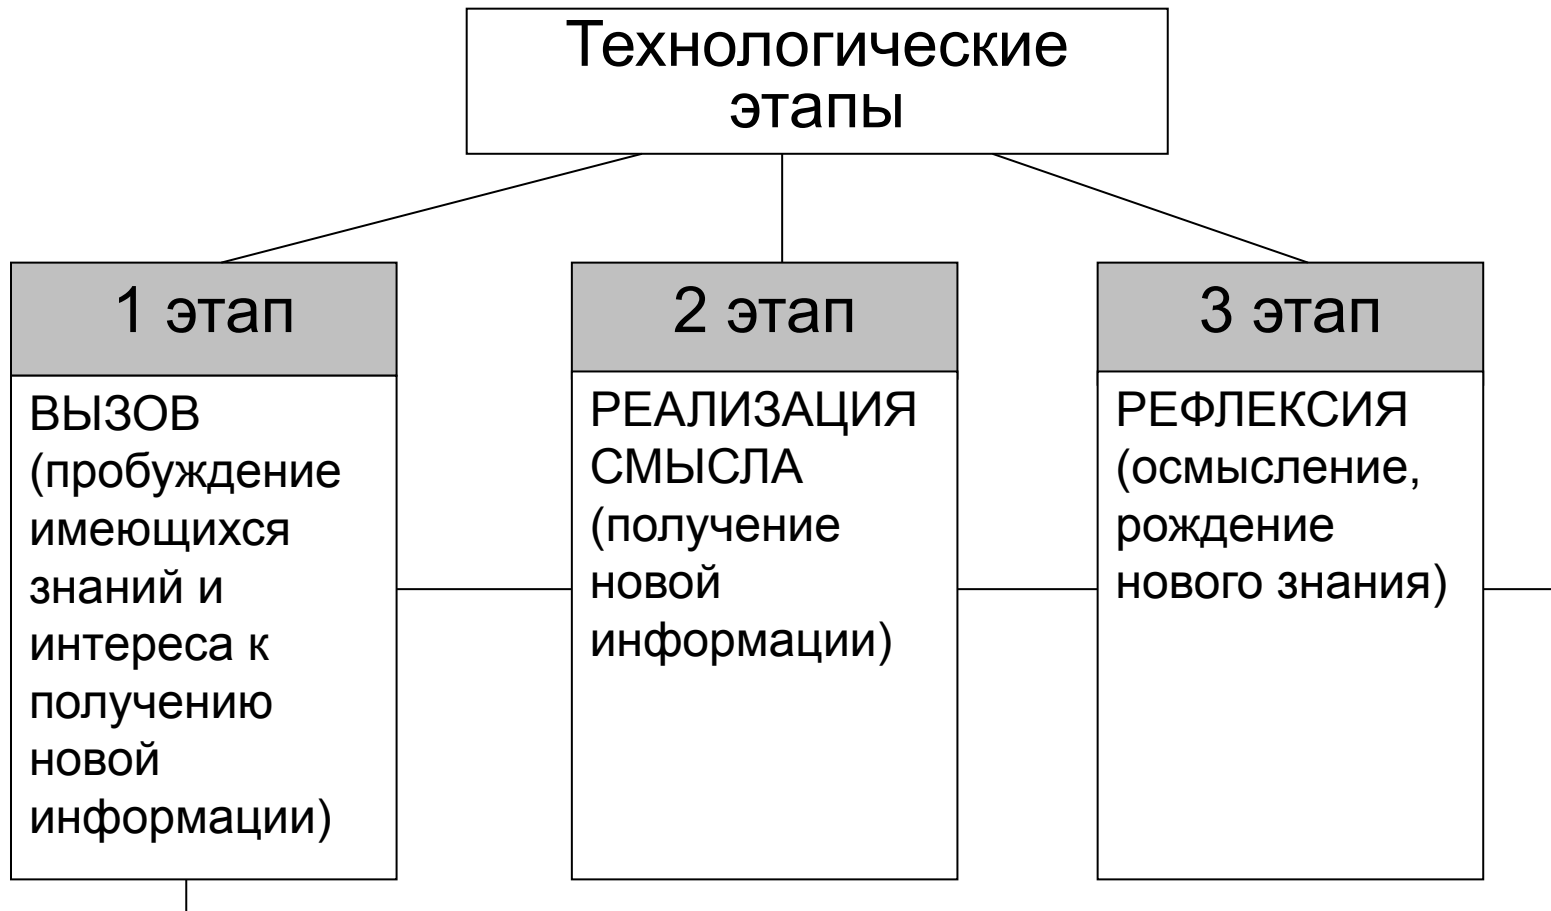 Технологические
этапы
1 этап
ВЫЗОВ
(пробуждение
имеющихся
знаний и
интереса к
получению
новой
информации)
2 этап
РЕАЛИЗАЦИЯ
СМЫСЛА
(получение
новой
информации)
3 этап
РЕФЛЕКСИЯ
(осмысление,
рождение
нового знания)